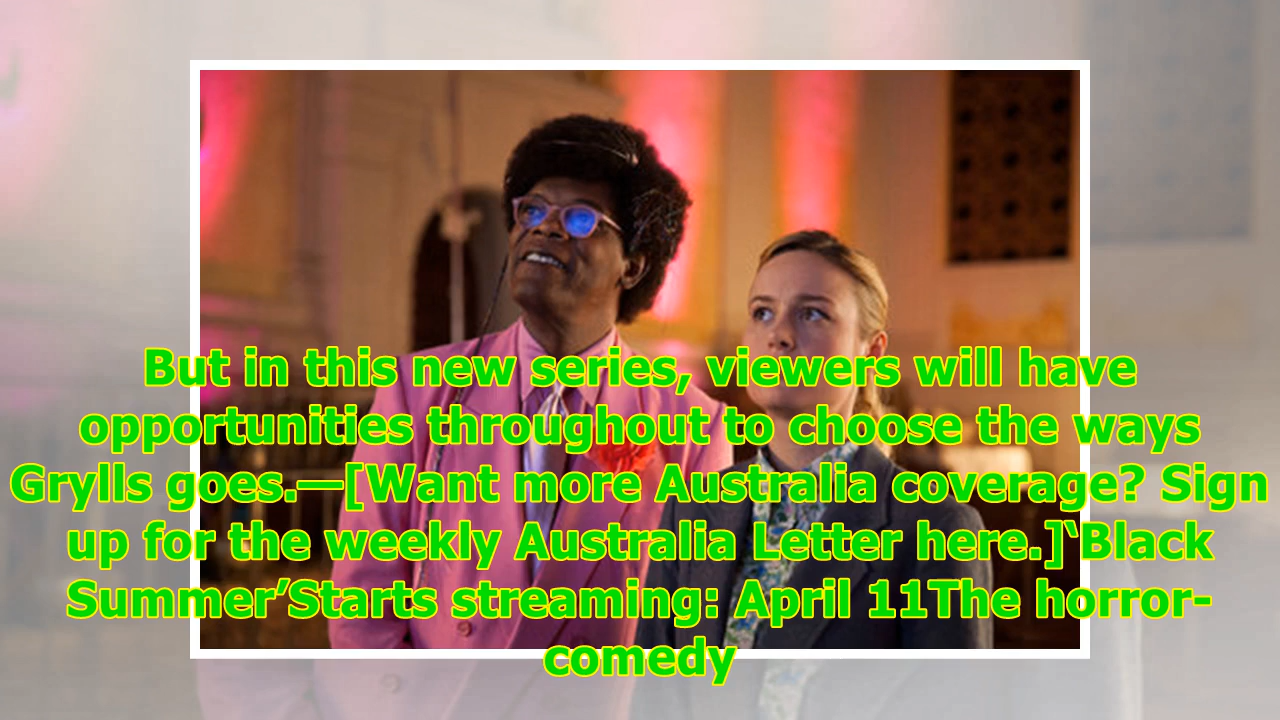 But in this new series, viewers will have
opportunities throughout to choose the ways
Grylls goes.—[Want more Australia coverage? Sign
up for the weekly Australia Letter here.]‘Black
Summer’Starts streaming: April 11The horror-
comedy